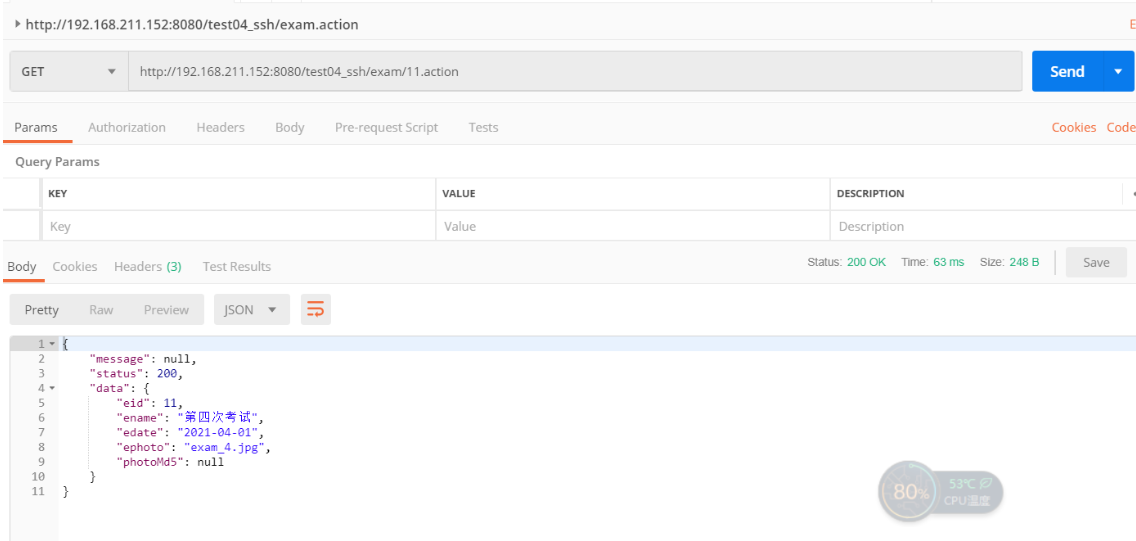 http://192.168.211.152:8080/test04_ssh/exam.action
GET http://192.168.211.152:8080/test04_ssh/exam/11.action Send
Params Authorization Headers Body Pre-request Script Tests Cookies Code
Query Params
KEY VALUE DESCRIPTION
Key Value Description
Body Cookies Headers (3) Test Results Status: 200 OK Time: 63 ms Size: 248 B Save
Pretty Raw Preview JSON
1 {
2 "message": null,
3 "status": 200,
4 "data": {
5 "eid": 11,
6 "ename": "第四次考试",
7 "edate": "2021-04-01",
8 "ephoto": "exam_4.jpg",
9 "photoMd5": null
10 }
11 }
80% 53℃
CPU温度